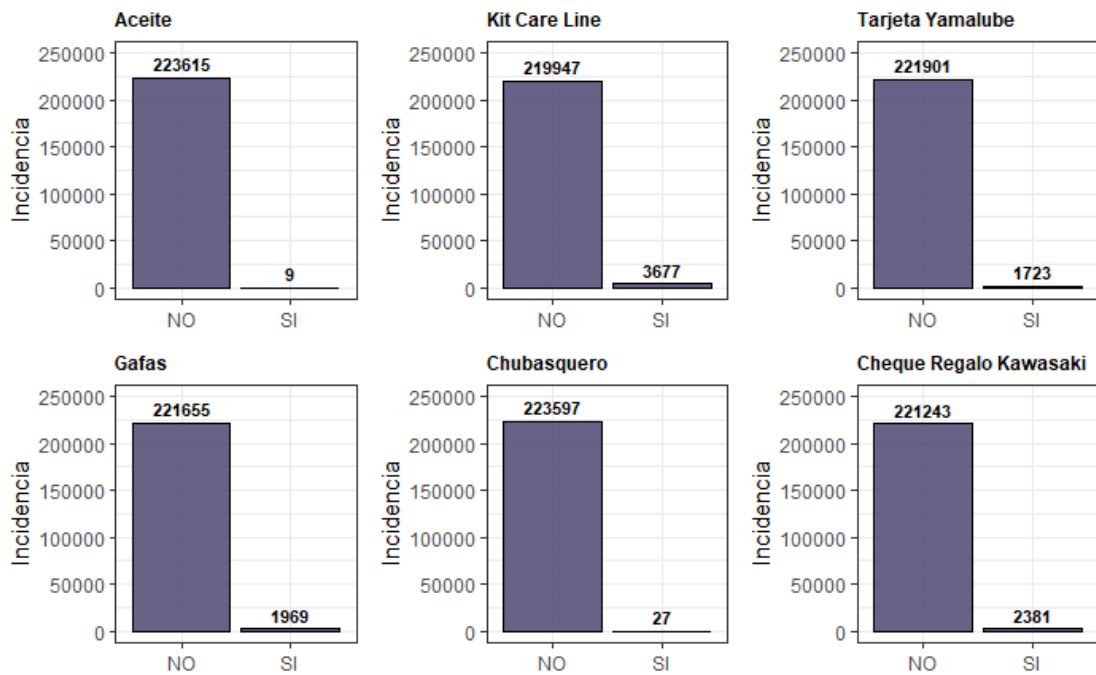 Aceite
Incidencia
250000
200000
150000
100000
50000
0
223615
9
NO SI
Kit Care Line
Incidencia
250000
200000
150000
100000
50000
0
219947
3677
NO SI
Tarjeta Yamalube
Incidencia
250000
200000
150000
100000
50000
0
221901
1723
NO SI
Gafas
Incidencia
250000
200000
150000
100000
50000
0
221655
1969
NO SI
Chubasquero
Incidencia
250000
200000
150000
100000
50000
0
223597
27
NO SI
Cheque Regalo Kawasaki
Incidencia
250000
200000
150000
100000
50000
0
221243
2381
NO SI